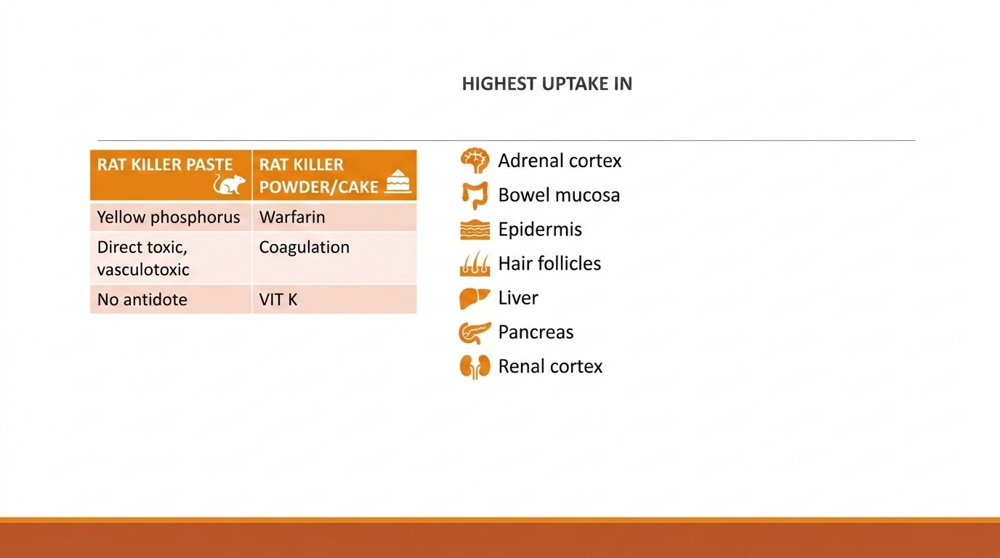 HIGHEST UPTAKE IN
RAT KILLER PASTE
RAT KILLER
POWDER/CAKE
Yellow phosphorus
Warfarin
Direct toxic,
vasculotoxic
Coagulation
No antidote
VIT K
Adrenal cortex
Bowel mucosa
Epidermis
Hair follicles
Liver
Pancreas
Renal cortex